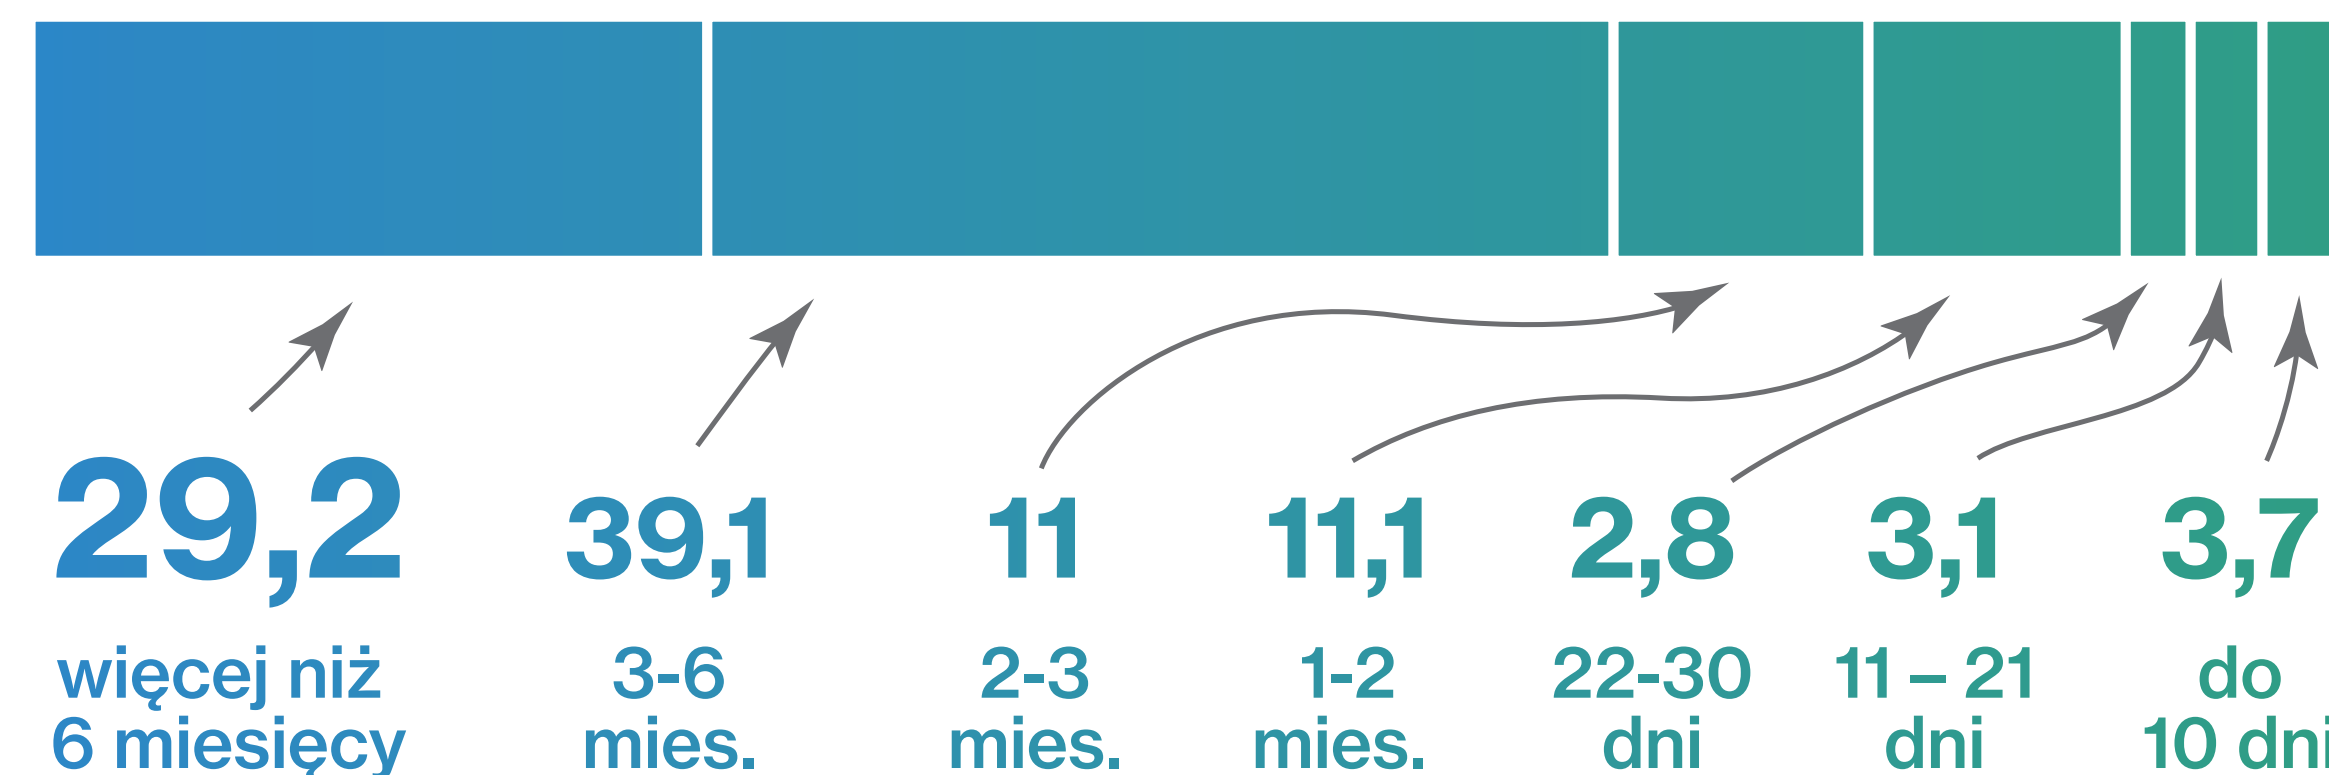 29,2 39,1 11 11,1 2,8 3,1 3,7
więcej niż 3-6 2-3 1-2 22-30 11 – 21 do
6 miesięcy mies. mies. mies. dni dni 10 dni